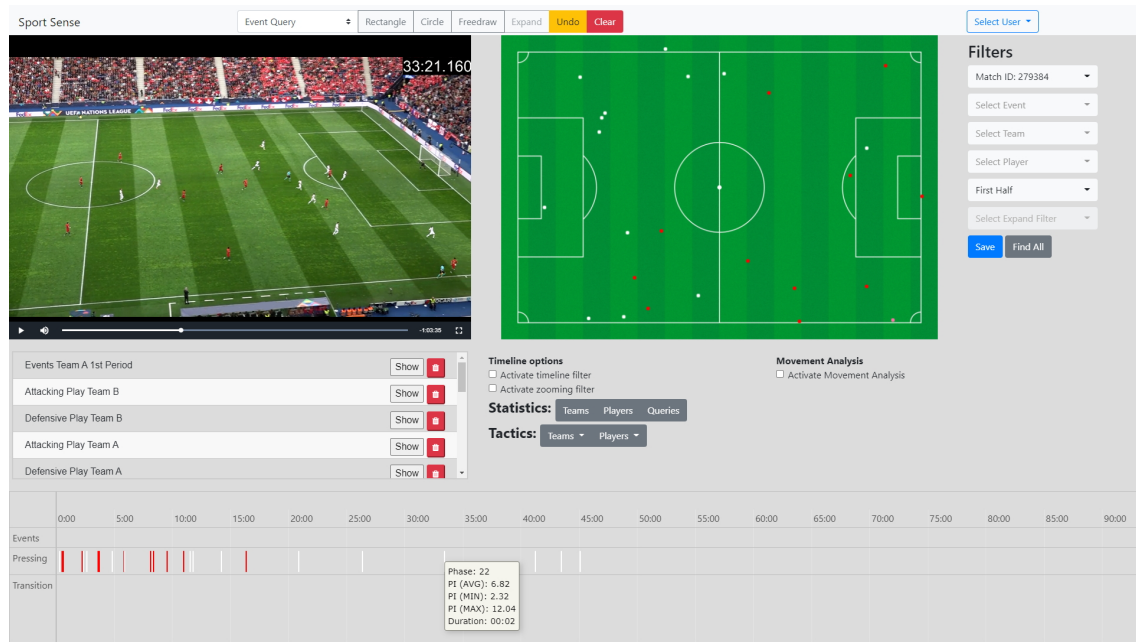 Sport Sense
Event Query
Rectangle Circle Freedraw Expand Undo Clear
Select User
33:21.160
UEFA NATIONS LEAGUE
FedEx
-1:03:35
Filters
Match ID: 279384
Select Event
Select Team
Select Player
First Half
Select Expand Filter
Save Find All
Events Team A 1st Period Show
Attacking Play Team B Show
Defensive Play Team B Show
Attacking Play Team A Show
Defensive Play Team A Show
Timeline options
Activate timeline filter
Activate zooming filter
Statistics: Teams Players Queries
Tactics: Teams Players
Movement Analysis
Activate Movement Analysis
0:00 5:00 10:00 15:00 20:00 25:00 30:00 35:00 40:00 45:00 50:00 55:00 60:00 65:00 70:00 75:00 80:00 85:00 90:00
Events
Pressing
Transition
Phase: 22
PI (AVG): 6.82
PI (MIN): 2.32
PI (MAX): 12.04
Duration: 00:02